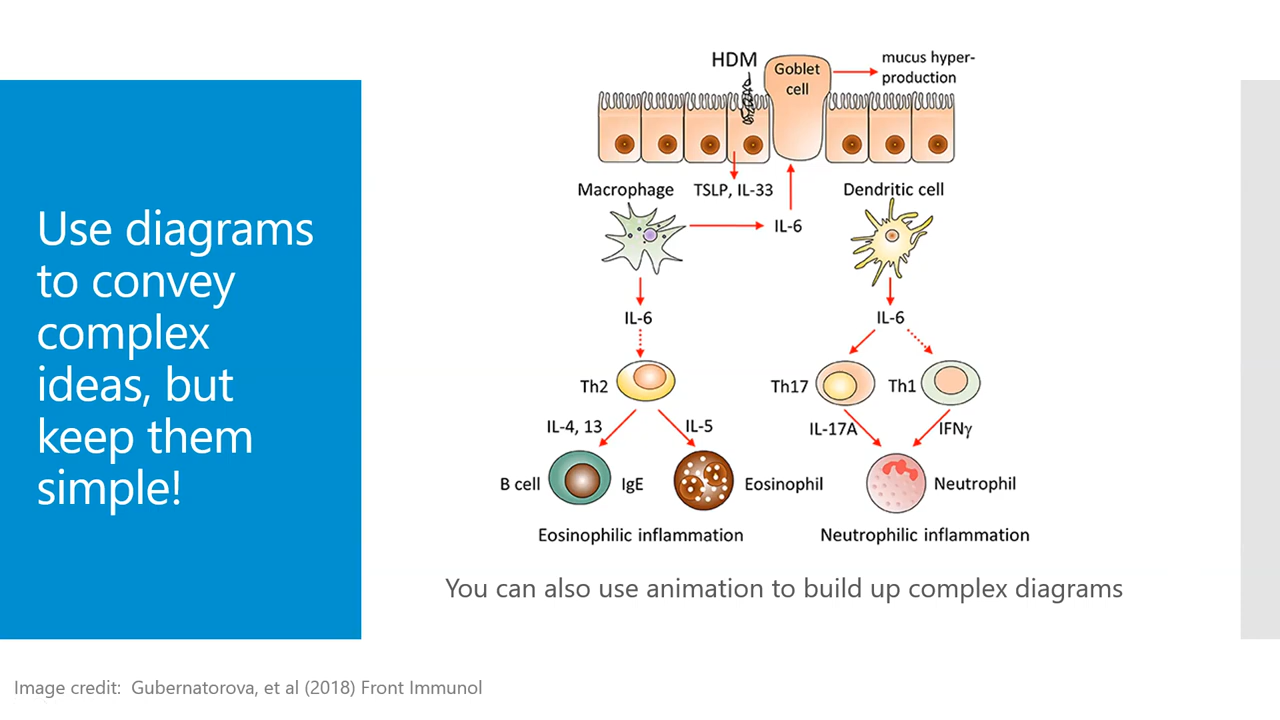 Use diagrams
to convey
complex
ideas, but
keep them
simple!
HDM
Goblet
cell
mucus hyper-
production
Macrophage
TSLP, IL-33
Dendritic cell
IL-6
IL-6
IL-6
Th2
Th17
Th1
IL-4, 13
IL-5
IL-17A
IFNγ
B cell
IgE
Eosinophil
Neutrophil
Eosinophilic inflammation
Neutrophilic inflammation
You can also use animation to build up complex diagrams
Image credit: Gubernatorova, et al (2018) Front Immunol